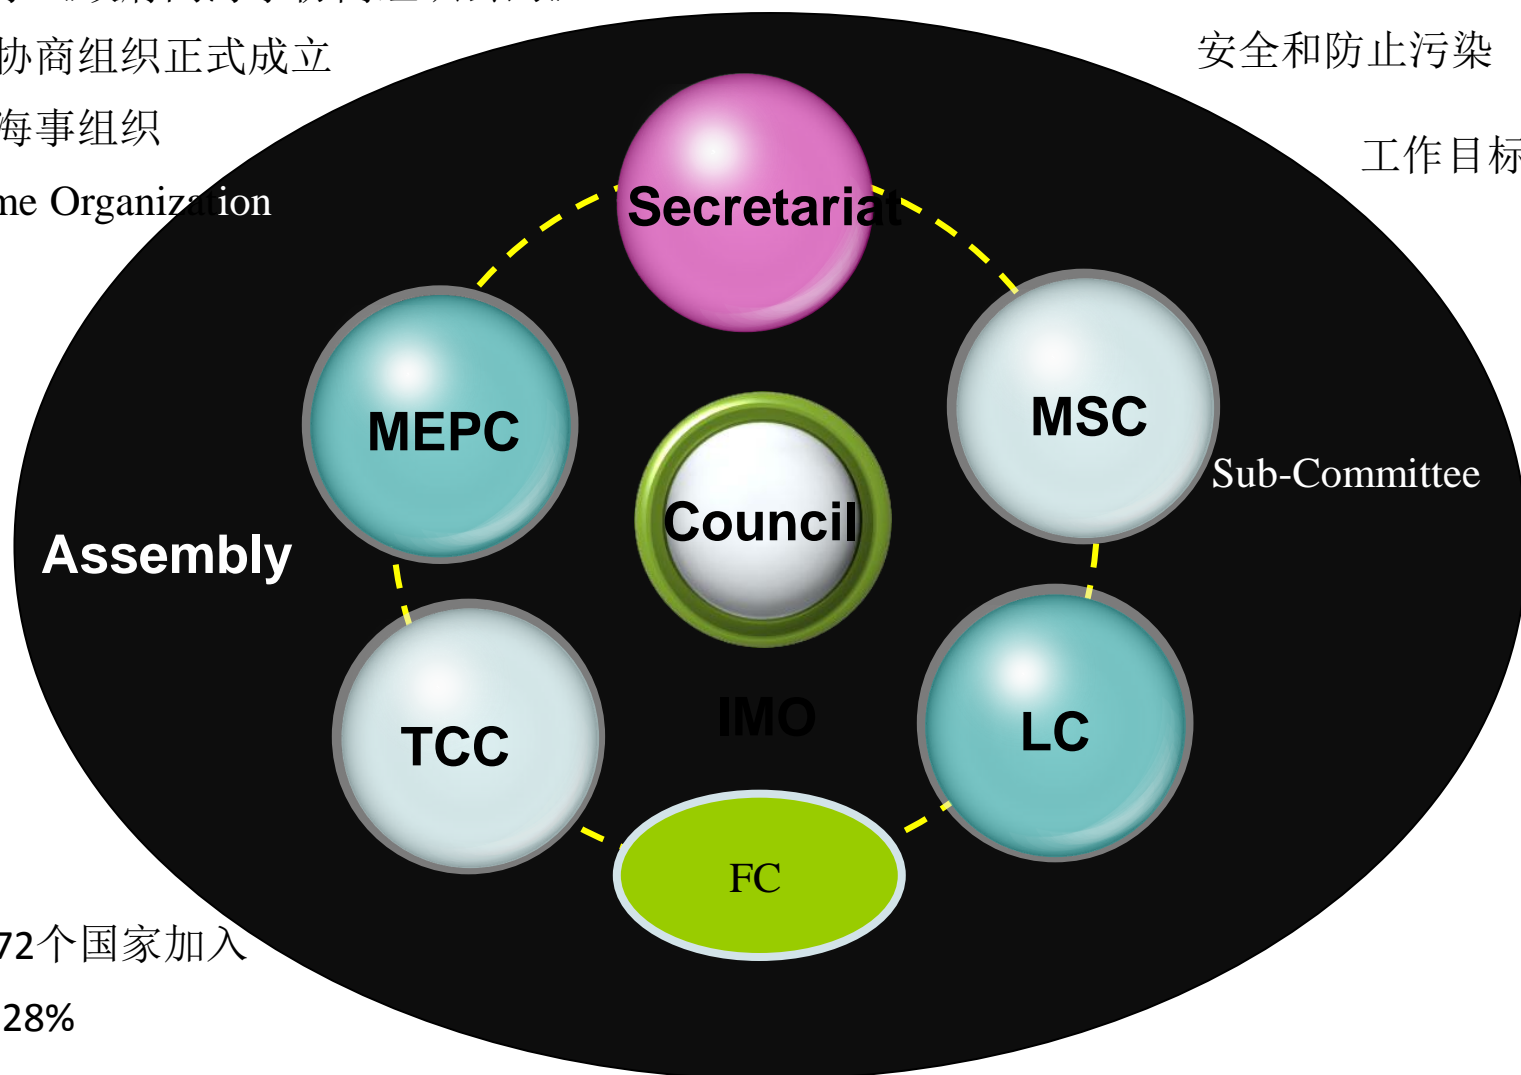 协商组织正式成立
安全和防止污染
海事组织
工作目标
me Organization
Secretariat
MEPC
MSC
Sub-Committee
Council
Assembly
IMO
TCC
LC
FC
72个国家加入
28%